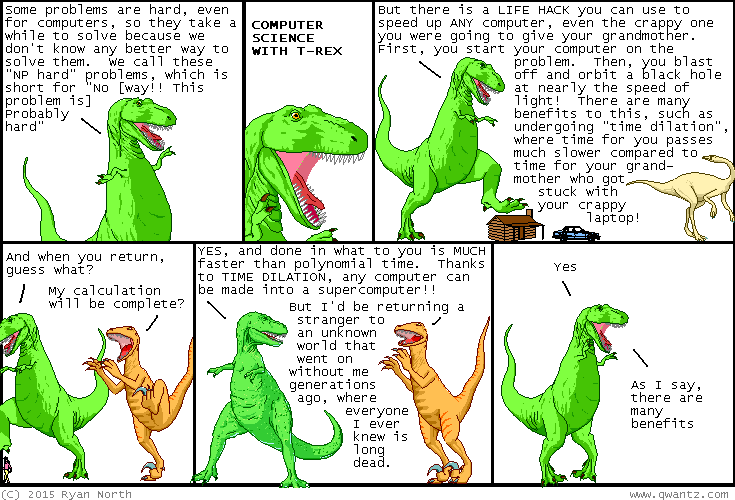 Some problems are hard, even
for computers, so they take a
while to solve because we
don't know any better way to
solve them. We call these
"NP hard" problems, which is
short for "No [way!! This
problem is]
Probably
hard"
COMPUTER
SCIENCE
WITH T-REX
But there is a LIFE HACK you can use to
speed up ANY computer, even the crappy one
you were going to give your grandmother.
First, you start your computer on the
problem. Then, you blast
off and orbit a black hole
at nearly the speed of
light! There are many
benefits to this, such as
undergoing "time dilation",
where time for you passes
much slower compared to
time for your grand-
mother who got
stuck with
your crappy
laptop!
And when you return,
guess what?
My calculation
will be complete?
YES, and done in what to you is MUCH
faster than polynomial time. Thanks
to TIME DILATION, any computer can
be made into a supercomputer!!
But I'd be returning a
stranger to
an unknown
world that
went on
without me
generations
ago, where
everyone
I ever
knew is
long
dead.
Yes
As I say,
there are
many
benefits
(C) 2015 Ryan North
www.qwantz.com